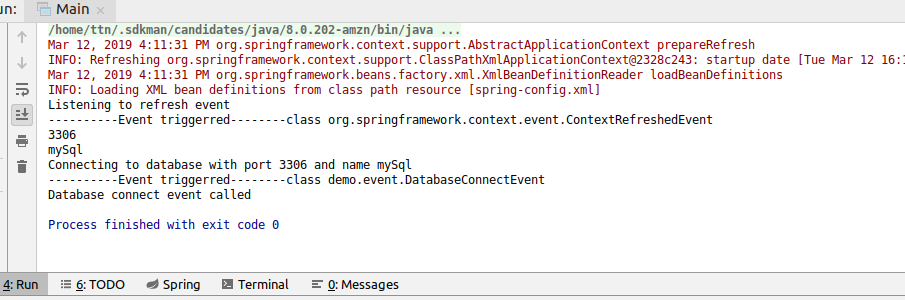 un: Main ×
/home/ttn/.sdkman/candidates/java/8.0.202-amzn/bin/java ...
Mar 12, 2019 4:11:31 PM org.springframework.context.support.AbstractApplicationContext prepareRefresh
INFO: Refreshing org.springframework.context.support.ClassPathXmlApplicationContext@2328c243: startup date [Tue Mar 12 16:1
Mar 12, 2019 4:11:31 PM org.springframework.beans.factory.xml.XmlBeanDefinitionReader loadBeanDefinitions
INFO: Loading XML bean definitions from class path resource [spring-config.xml]
Listening to refresh event
----------Event triggerred--------class org.springframework.context.event.ContextRefreshedEvent
3306
mySql
Connecting to database with port 3306 and name mySql
----------Event triggerred--------class demo.event.DatabaseConnectEvent
Database connect event called
Process finished with exit code 0
4: Run 6: TODO Spring Terminal 0: Messages